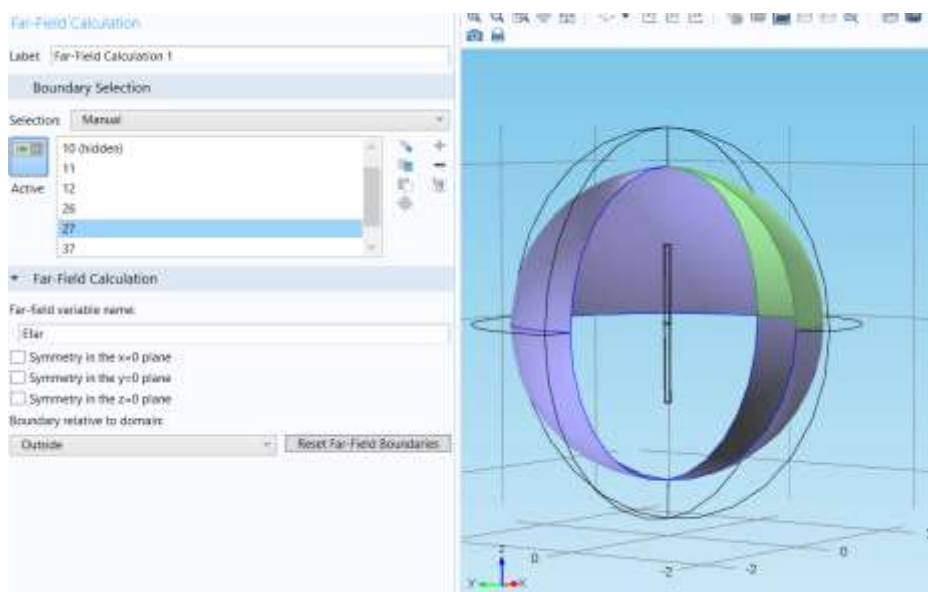 Far-Field Calculation
Label: Far-Field Calculation 1
Boundary Selection
Selection: Manual
10 (hidden)
11
Active 12
26
27
37
Far-Field Calculation
Far-field variable name:
Efar
Symmetry in the x=0 plane
Symmetry in the y=0 plane
Symmetry in the z=0 plane
Boundary relative to domain:
Outside Reset Far-Field Boundaries
z
y x
0
-2
-2
0